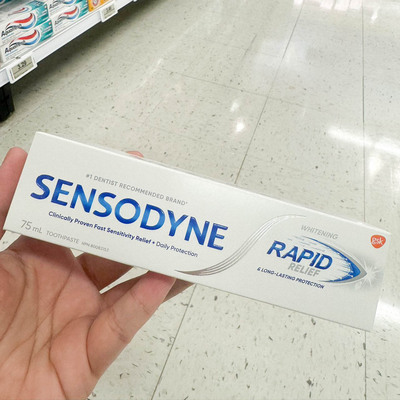 #1 DENTIST RECOMMENDED BRAND*
SENSODYNE
Clinically Proven Fast Sensitivity Relief + Daily Protection
75 mL TOOTHPASTE
WHITENING
RAPID
RELIEF
& LONG-LASTING PROTECTION
gsk